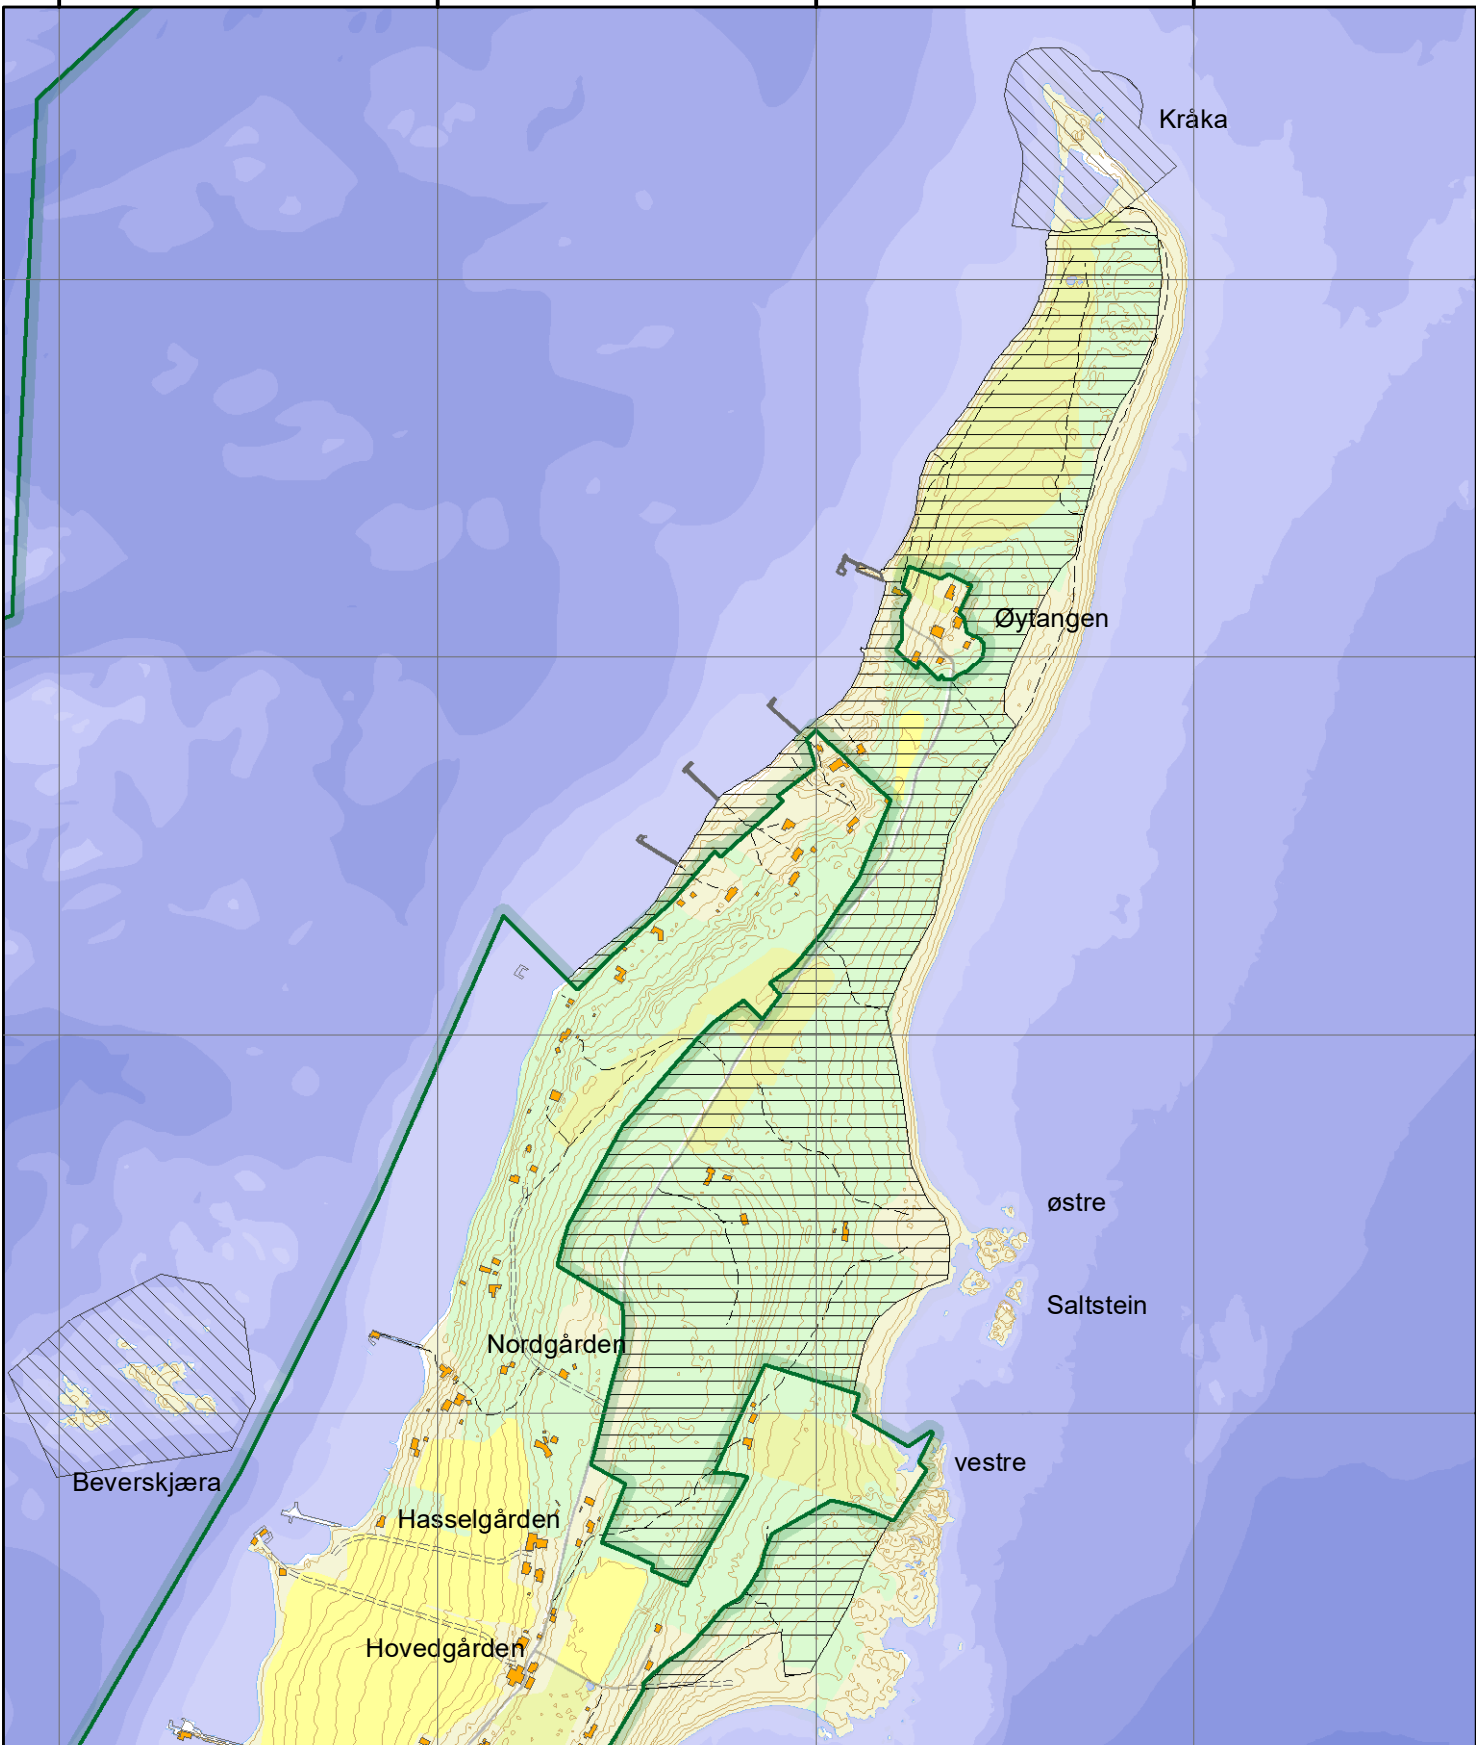 Kråka
Øytangen
østre
Saltstein
Nordgården
vestre
Beverskjæra
Hasselgården
Hovedgården